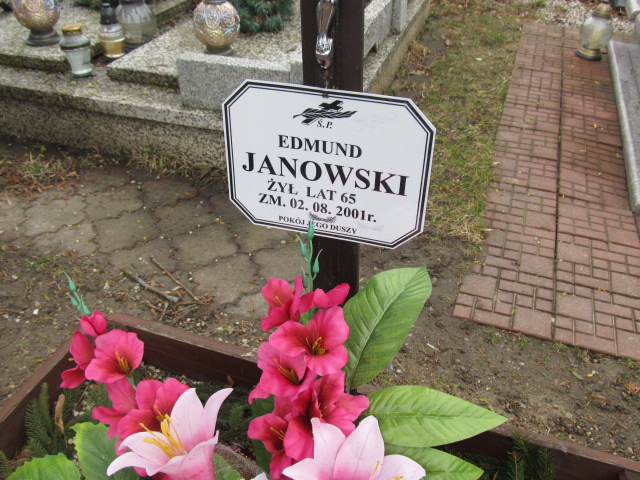 Ś.P.
EDMUND
JANOWSKI
ŻYŁ LAT 65
ZM. 02. 08. 2001r.
POKÓJ JEGO DUSZY